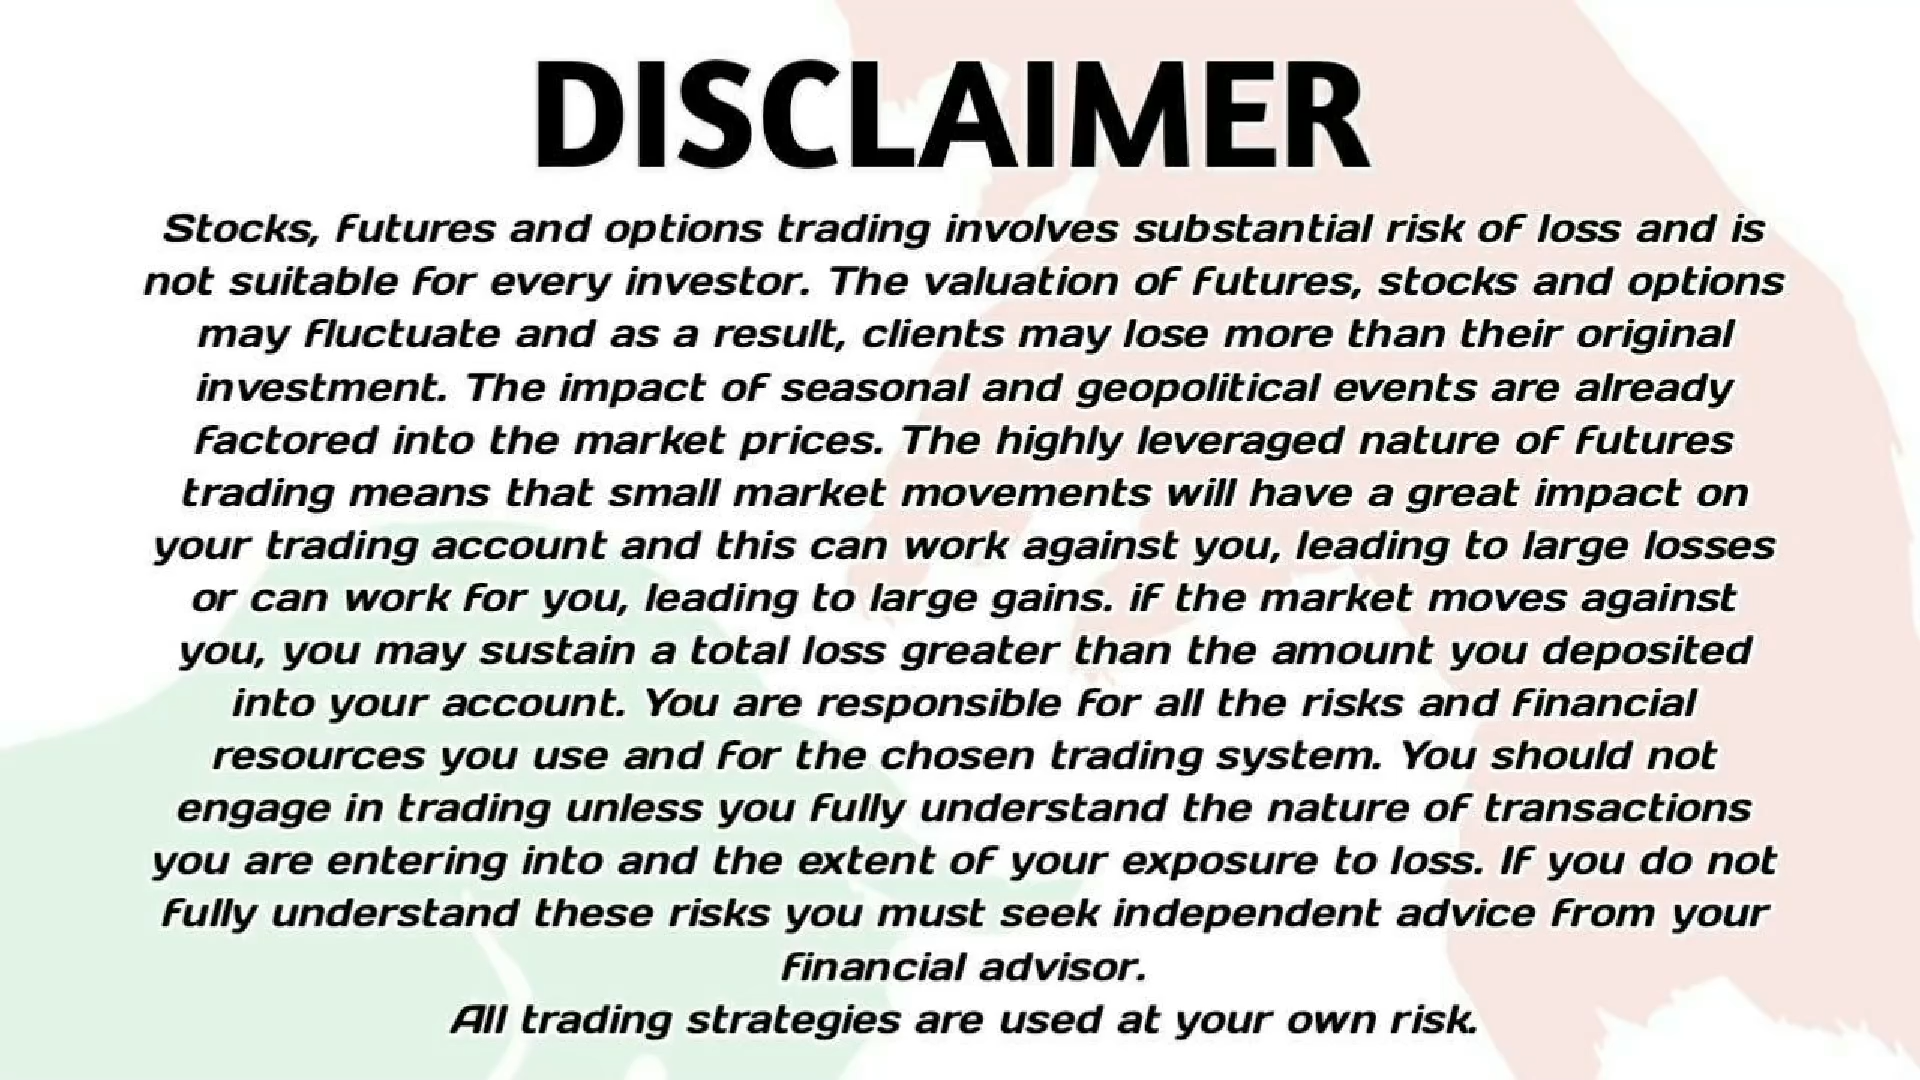 DISCLAIMER
Stocks, futures and options trading involves substantial risk of loss and is
not suitable for every investor. The valuation of futures, stocks and options
may fluctuate and as a result, clients may lose more than their original
investment. The impact of seasonal and geopolitical events are already
factored into the market prices. The highly leveraged nature of futures
trading means that small market movements will have a great impact on
your trading account and this can work against you, leading to large losses
or can work for you, leading to large gains. if the market moves against
you, you may sustain a total loss greater than the amount you deposited
into your account. You are responsible for all the risks and financial
resources you use and for the chosen trading system. You should not
engage in trading unless you fully understand the nature of transactions
you are entering into and the extent of your exposure to loss. If you do not
fully understand these risks you must seek independent advice from your
financial advisor.
All trading strategies are used at your own risk.